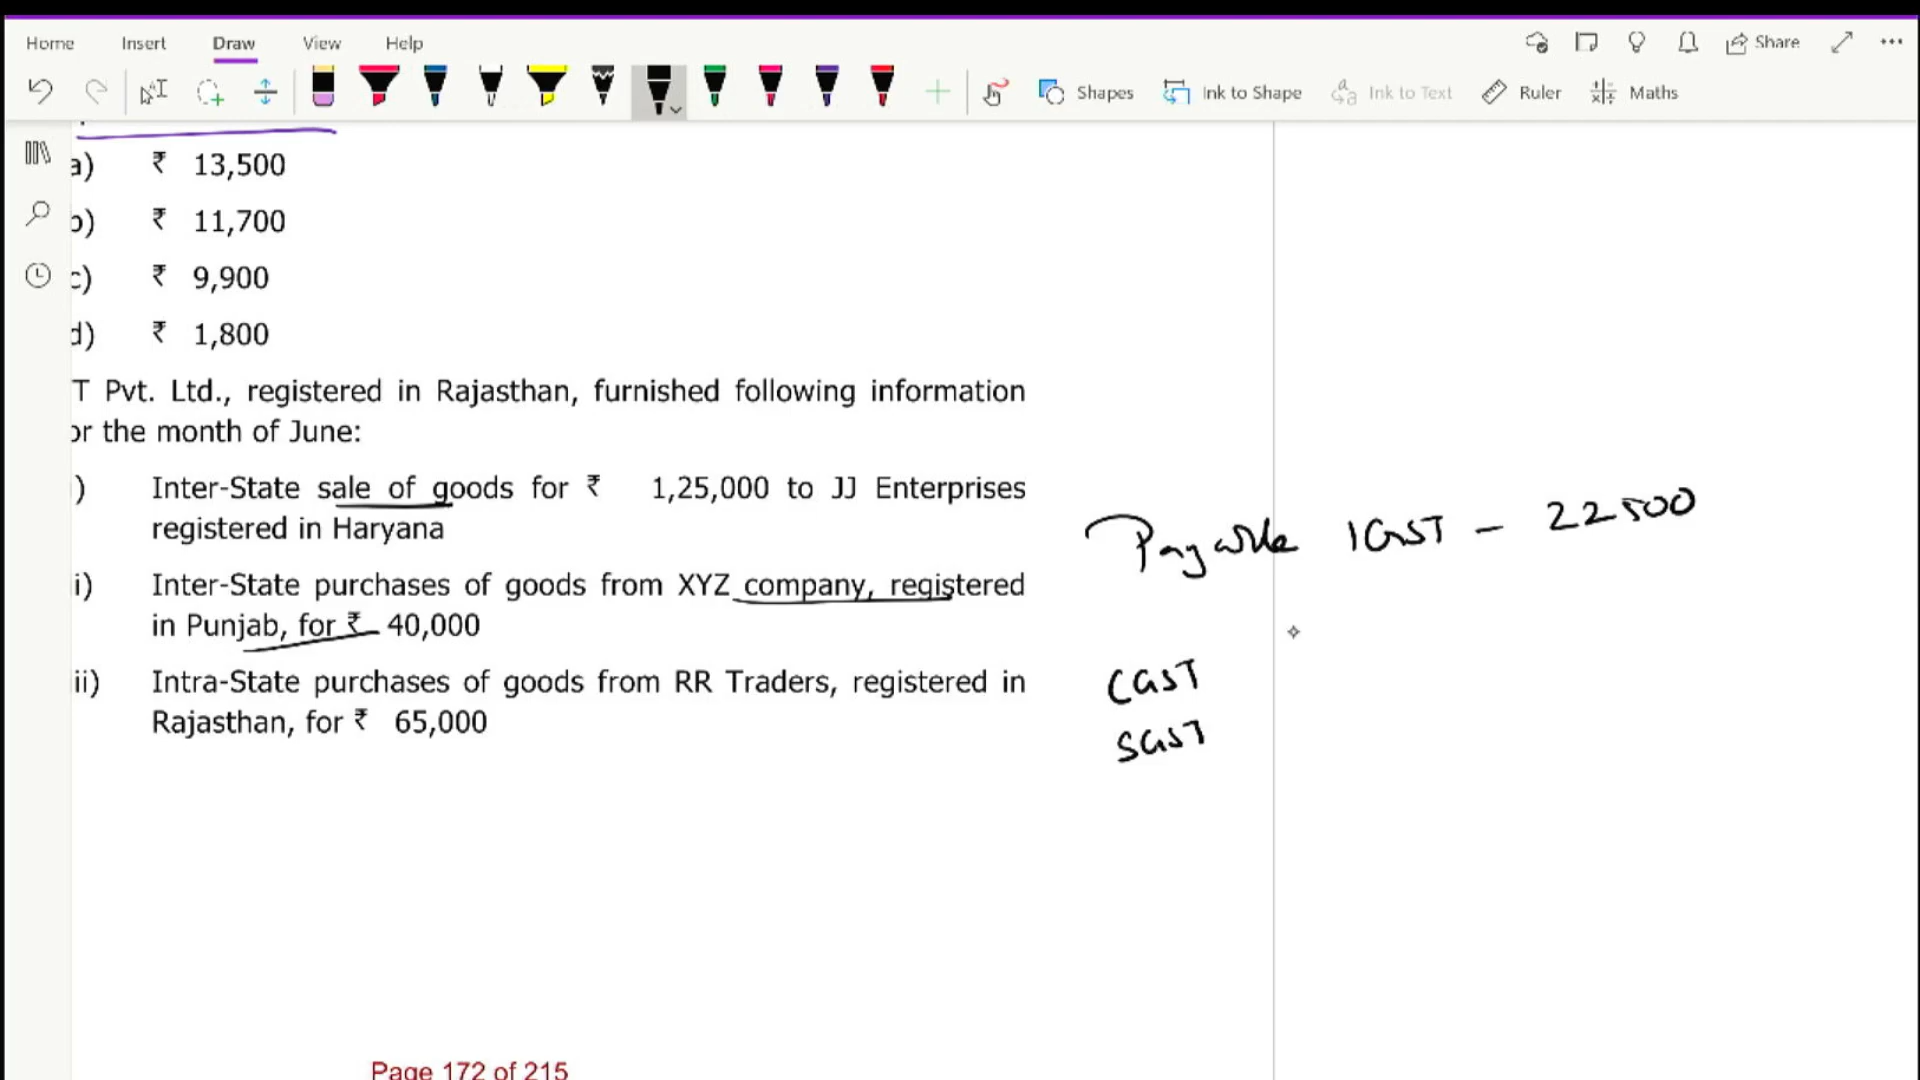 Home Insert Draw View Help Share
Shapes Ink to Shape Ink to Text Ruler Maths
a) ₹ 13,500
b) ₹ 11,700
c) ₹ 9,900
d) ₹ 1,800
T Pvt. Ltd., registered in Rajasthan, furnished following information
or the month of June:
) Inter-State sale of goods for ₹ 1,25,000 to JJ Enterprises
registered in Haryana
i) Inter-State purchases of goods from XYZ company, registered
in Punjab, for ₹ 40,000
ii) Intra-State purchases of goods from RR Traders, registered in
Rajasthan, for ₹ 65,000
Payable IGST - 22500
CGST
SGST
Page 172 of 215